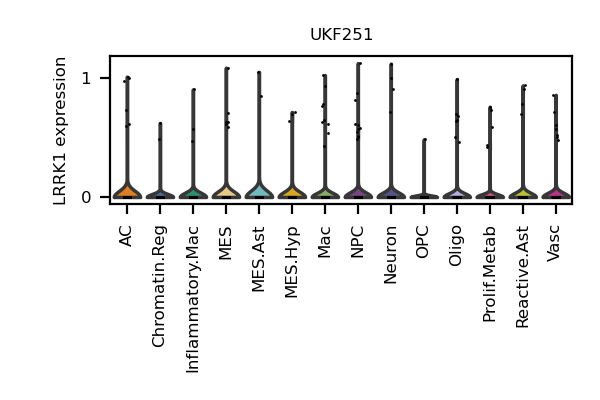 UKF251
LRRK1 expression
1
0
AC
Chromatin.Reg
Inflammatory.Mac
MES
MES.Ast
MES.Hyp
Mac
NPC
Neuron
OPC
Oligo
Prolif.Metab
Reactive.Ast
Vasc